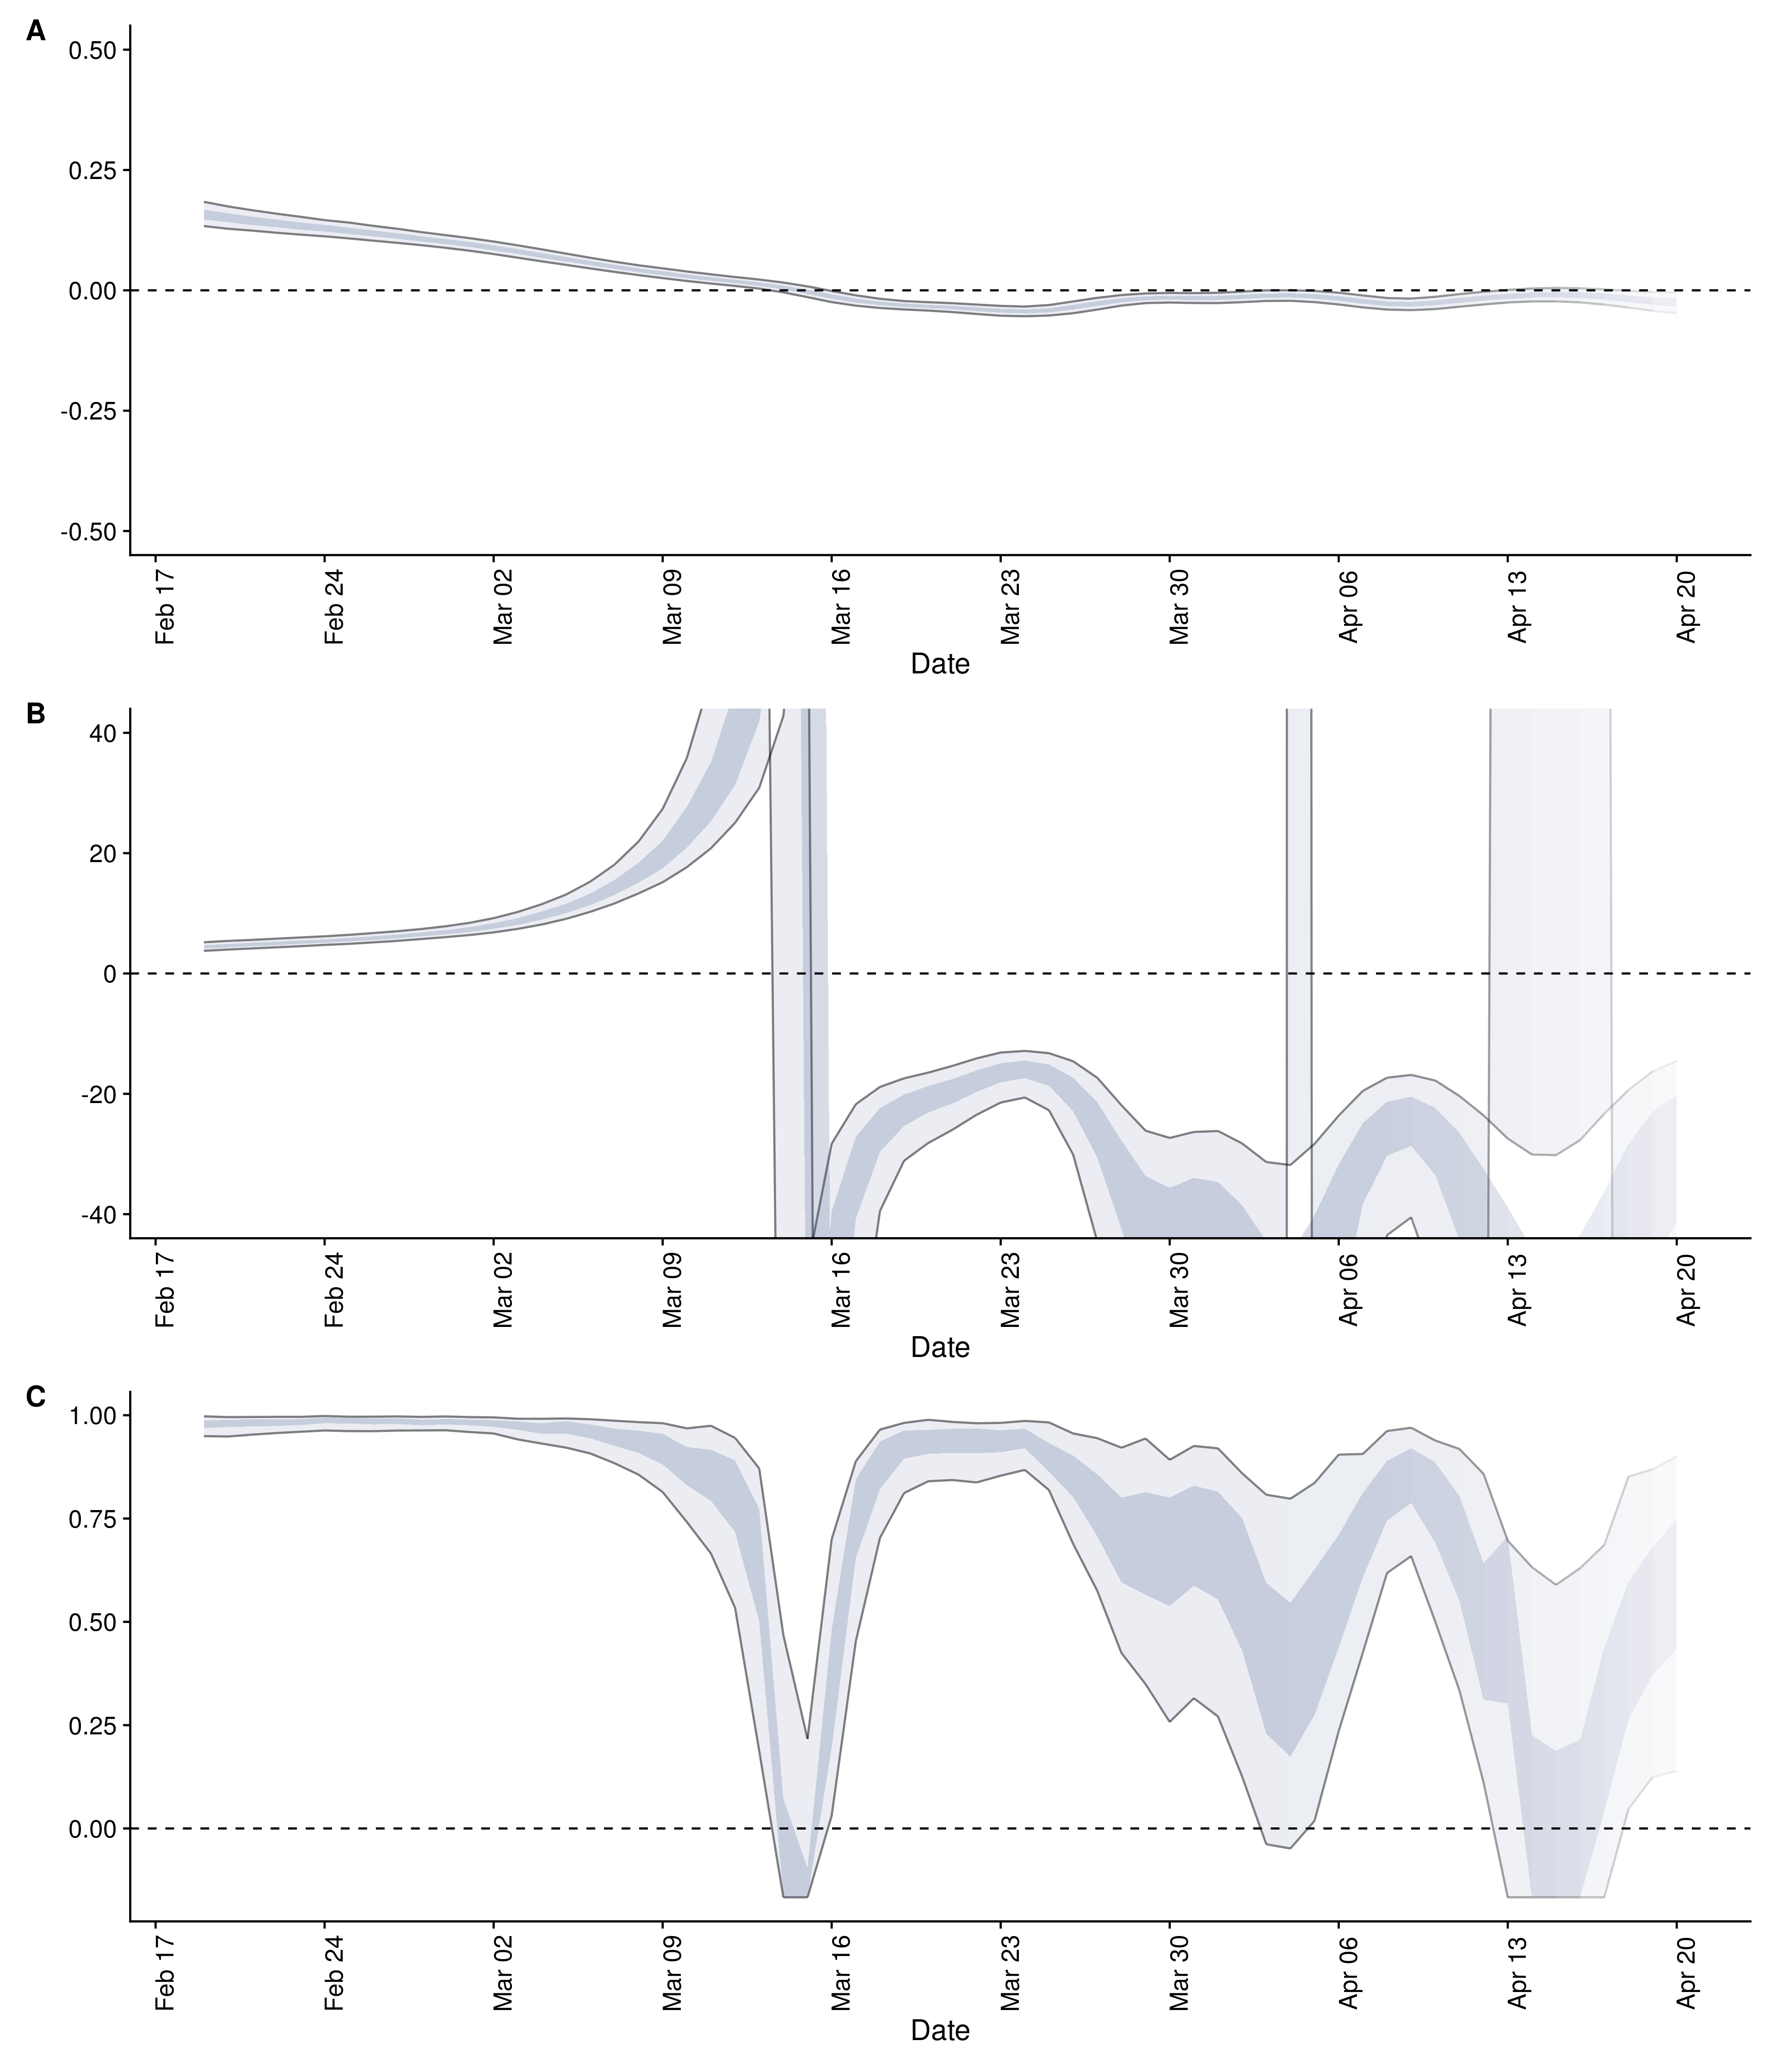 A
0.50
0.25
0.00
-0.25
-0.50
Feb 17
Feb 24
Mar 02
Mar 09
Mar 16
Mar 23
Mar 30
Apr 06
Apr 13
Apr 20
Date
B
40
20
0
-20
-40
Feb 17
Feb 24
Mar 02
Mar 09
Mar 16
Mar 23
Mar 30
Apr 06
Apr 13
Apr 20
Date
C
1.00
0.75
0.50
0.25
0.00
Feb 17
Feb 24
Mar 02
Mar 09
Mar 16
Mar 23
Mar 30
Apr 06
Apr 13
Apr 20
Date